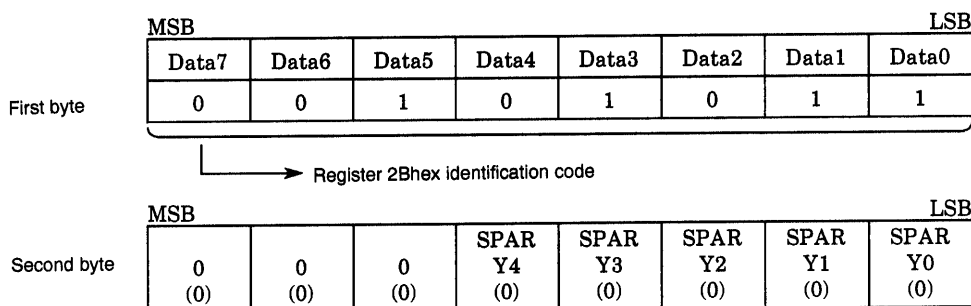 MSB LSB
Data7 Data6 Data5 Data4 Data3 Data2 Data1 Data0
First byte 0 0 1 0 1 0 1 1
Register 2Bhex identification code
MSB LSB
SPAR SPAR SPAR SPAR SPAR
Second byte 0 0 0 Y4 Y3 Y2 Y1 Y0
(0) (0) (0) (0) (0) (0) (0) (0)